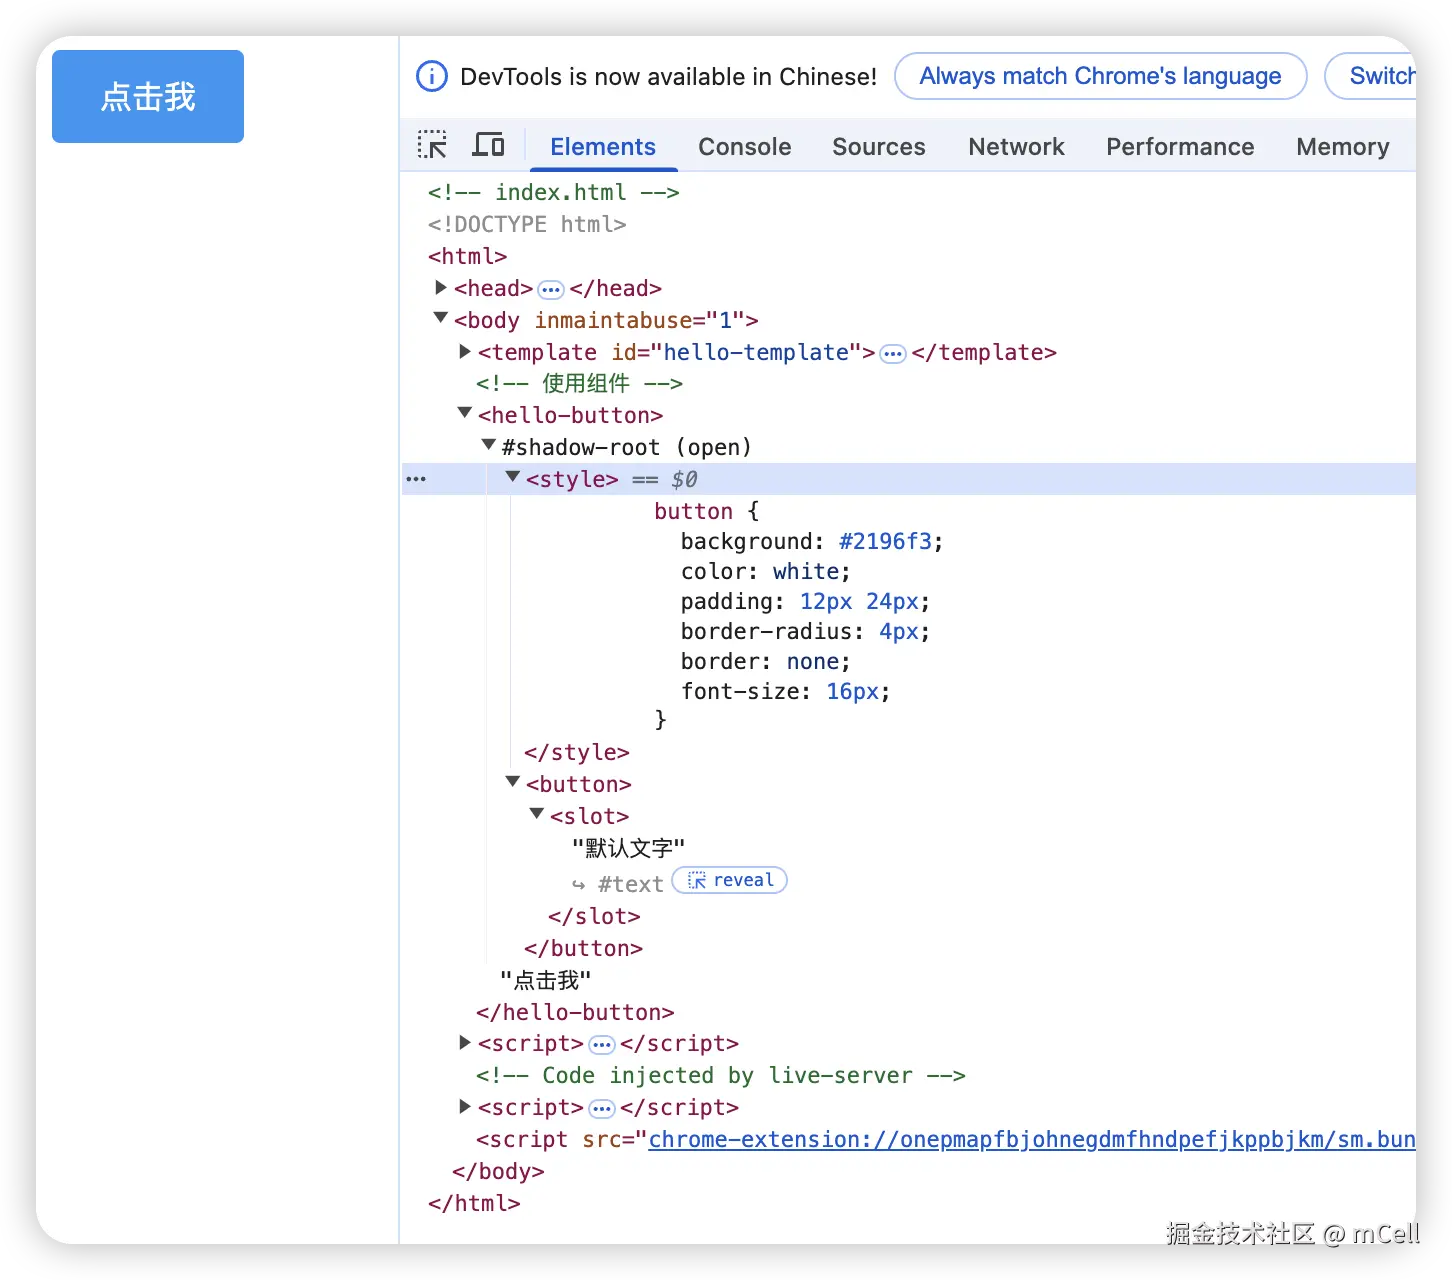 点击我
DevTools is now available in Chinese! Always match Chrome's language Switch
Elements Console Sources Network Performance Memory
<!-- index.html -->
<!DOCTYPE html>
<html>
<head> ••• </head>
<body inmaintabuse="1">
<template id="hello-template"> ••• </template>
<!-- 使用组件 -->
<hello-button>
#shadow-root (open)
••• <style> == $0
button {
background: #2196f3;
color: white;
padding: 12px 24px;
border-radius: 4px;
border: none;
font-size: 16px;
}
</style>
<button>
<slot>
"默认文字"
↪ #text reveal
</slot>
</button>
"点击我"
</hello-button>
<script> ••• </script>
<!-- Code injected by live-server -->
<script> ••• </script>
<script src="chrome-extension://onepmapfbjohnegdmfhndpefjkppbjkm/sm.bun
</body>
</html>
掘金技术社区 @ mCell